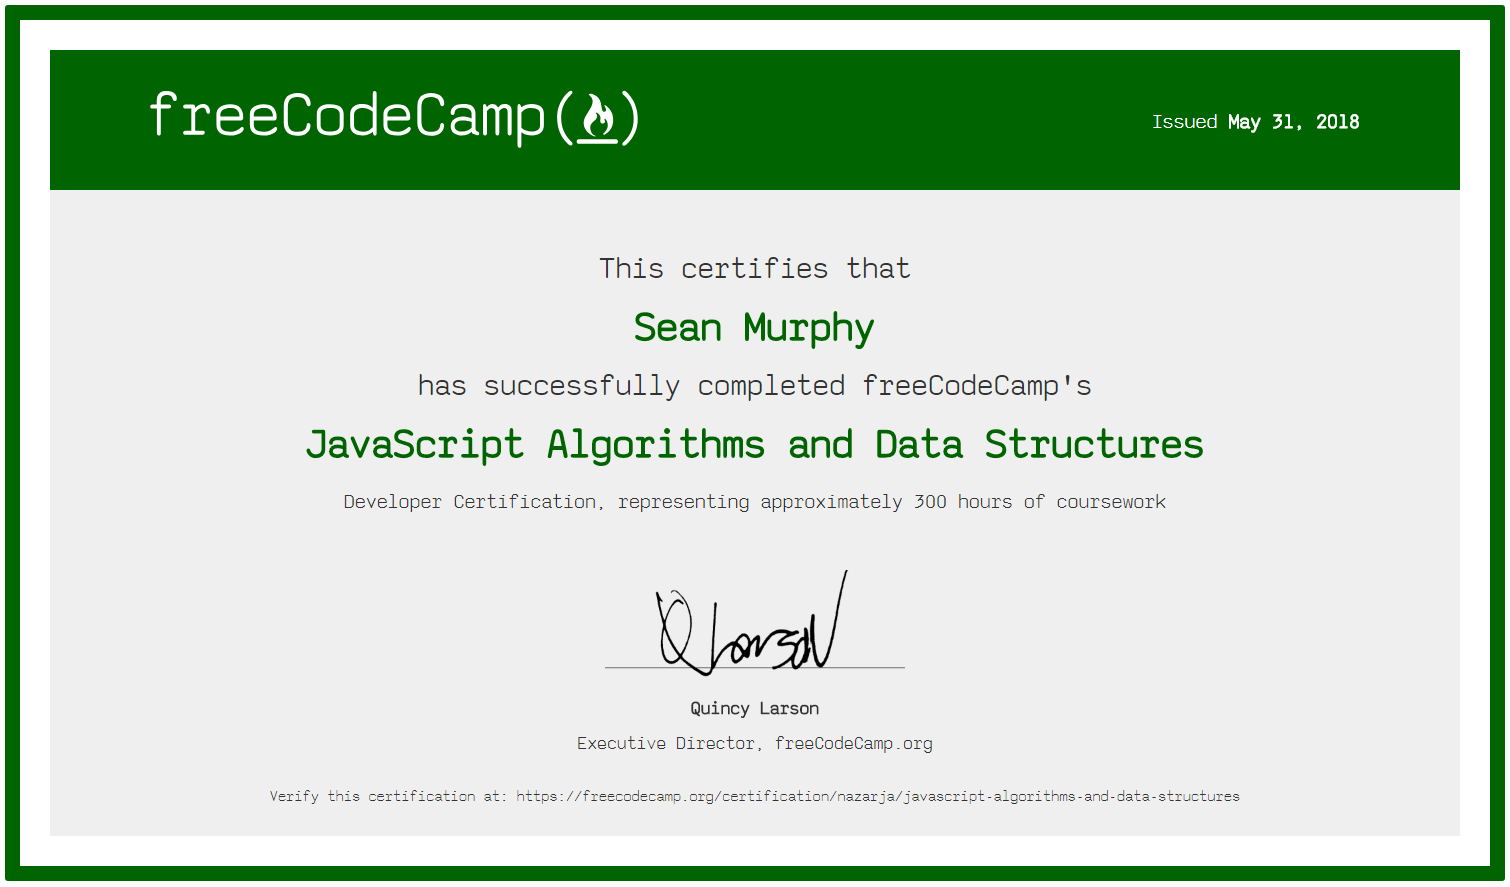 freeCodeCamp()
Issued May 31, 2018
This certifies that
Sean Murphy
has successfully completed freeCodeCamp's
JavaScript Algorithms and Data Structures
Developer Certification, representing approximately 300 hours of coursework
Q Larson
Quincy Larson
Executive Director, freeCodeCamp.org
Verify this certification at: https://freecodecamp.org/certification/nazarja/javascript-algorithms-and-data-structures